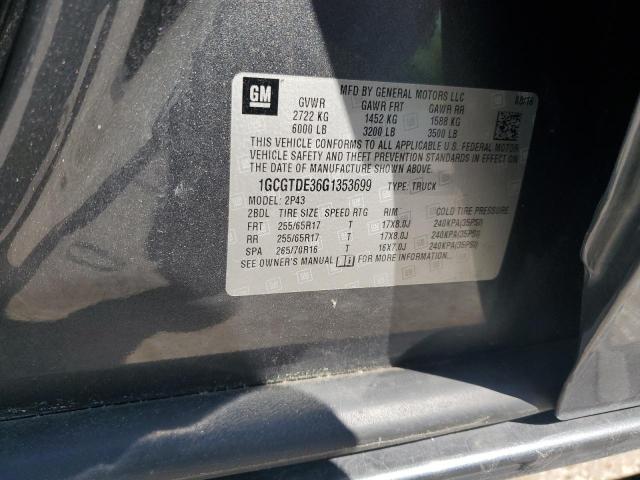 GM
MFD BY GENERAL MOTORS LLC
GVWR GAWR FRT GAWR RR
2722 KG 1452 KG 1588 KG
6000 LB 3200 LB 3500 LB
THIS VEHICLE CONFORMS TO ALL APPLICABLE U.S. FEDERAL MOTOR
VEHICLE SAFETY AND THEFT PREVENTION STANDARDS IN EFFECT ON
THE DATE OF MANUFACTURE SHOWN ABOVE.
1GCGTDE36G1353699 TYPE: TRUCK
MODEL: 2P43
2BDL TIRE SIZE SPEED RTG RIM COLD TIRE PRESSURE
FRT 255/65R17 T 17X8.0J 240KPA(35PSI)
RR 255/65R17 T 17X8.0J 240KPA(35PSI)
SPA 265/70R16 T 16X7.0J 240KPA(35PSI)
SEE OWNER'S MANUAL FOR MORE INFORMATION.